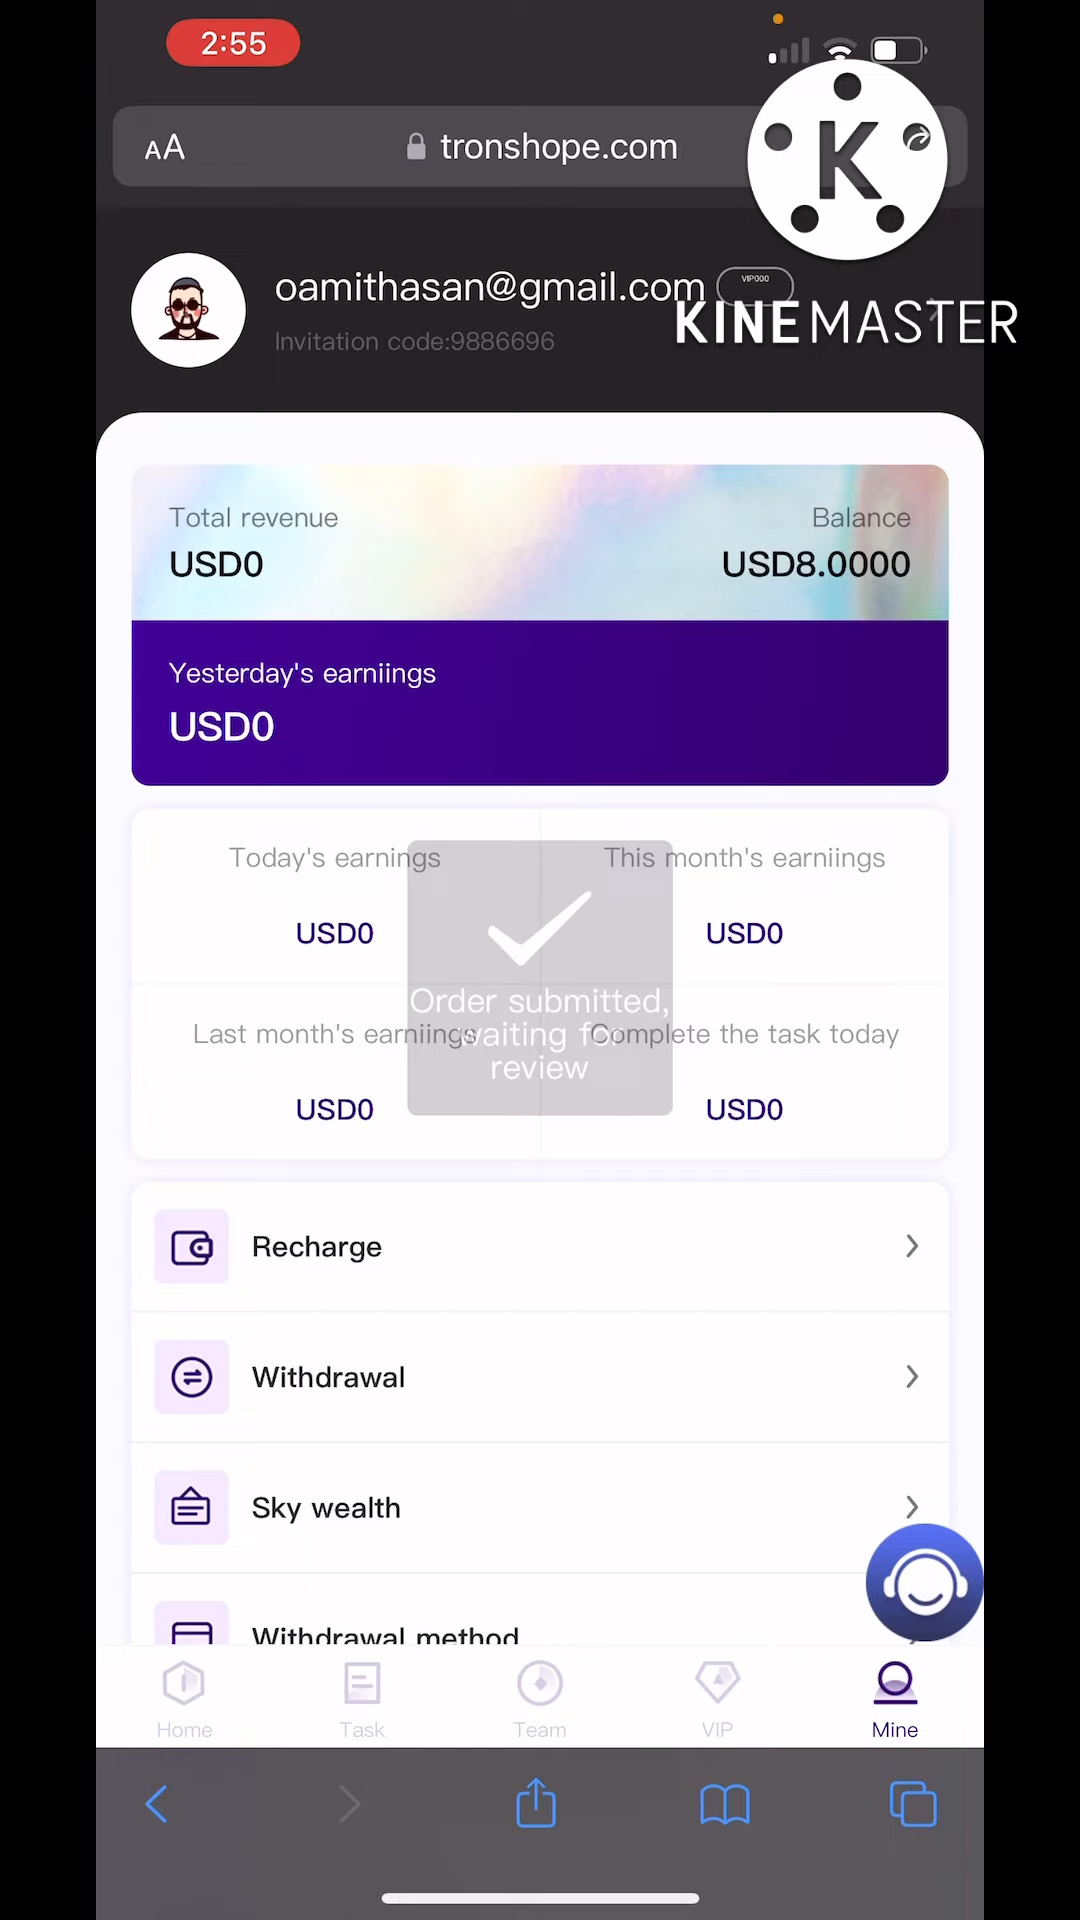 2:55
AA
tronshope.com
K
KINEMASTER
oamithasan@gmail.com
VIP000
Invitation code:9886696
Total revenue
Balance
USD0
USD8.0000
Yesterday's earniings
USD0
Today's earnings
This month's earniings
USD0
USD0
Order submitted,
waiting for
review
Last month's earniings
Complete the task today
USD0
USD0
Recharge
Withdrawal
Sky wealth
Withdrawal method
Home
Task
Team
VIP
Mine